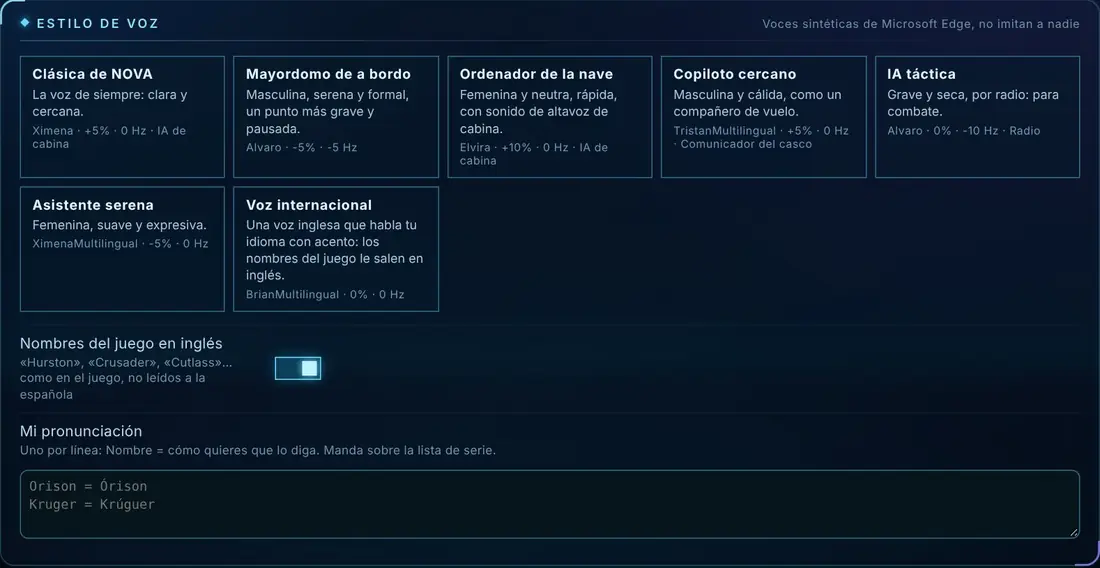 ESTILO DE VOZ
Voces sintéticas de Microsoft Edge, no imitan a nadie
Clásica de NOVA
La voz de siempre: clara y
cercana.
Ximena · +5% · 0 Hz · IA de
cabina
Mayordomo de a bordo
Masculina, serena y formal,
un punto más grave y
pausada.
Alvaro · -5% · -5 Hz
Ordenador de la nave
Femenina y neutra, rápida,
con sonido de altavoz de
cabina.
Elvira · +10% · 0 Hz · IA de
cabina
Copiloto cercano
Masculina y cálida, como un
compañero de vuelo.
TristanMultilingual · +5% · 0 Hz
· Comunicador del casco
IA táctica
Grave y seca, por radio: para
combate.
Alvaro · 0% · -10 Hz · Radio
Asistente serena
Femenina, suave y expresiva.
XimenaMultilingual · -5% · 0 Hz
Voz internacional
Una voz inglesa que habla tu
idioma con acento: los
nombres del juego le salen en
inglés.
BrianMultilingual · 0% · 0 Hz
Nombres del juego en inglés
«Hurston», «Crusader», «Cutlass»...
como en el juego, no leídos a la
española
Mi pronunciación
Uno por línea: Nombre = cómo quieres que lo diga. Manda sobre la lista de serie.
Orison = Órison
Kruger = Krúguer